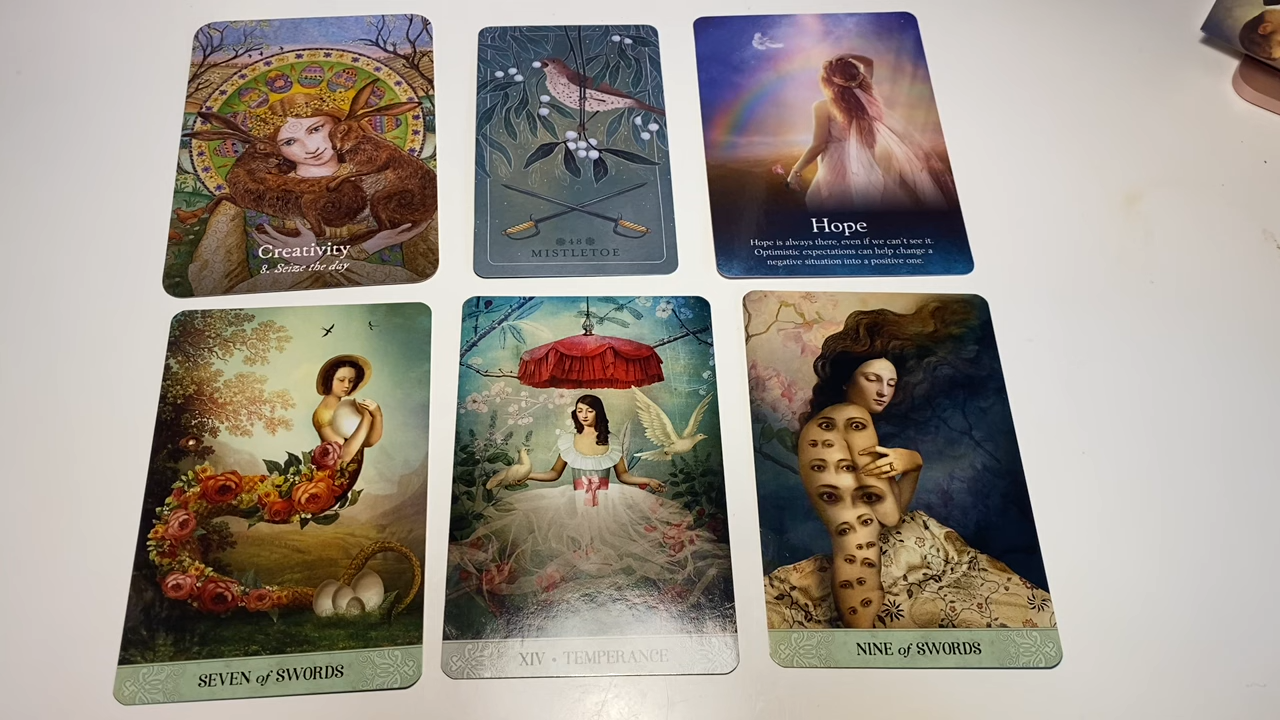 Creativity
8. Seize the day
48
MISTLETOE
Hope
Hope is always there, even if we can't see it.
Optimistic expectations can help change a
negative situation into a positive one.
SEVEN of SWORDS
XIV • TEMPERANCE
NINE of SWORDS